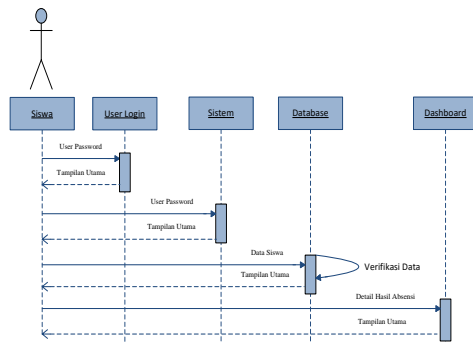 Siswa
User Login
Sistem
Database
Dashboard
User Password
Tampilan Utama
User Password
Tampilan Utama
Data Siswa
Verifikasi Data
Tampilan Utama
Detail Hasil Absensi
Tampilan Utama